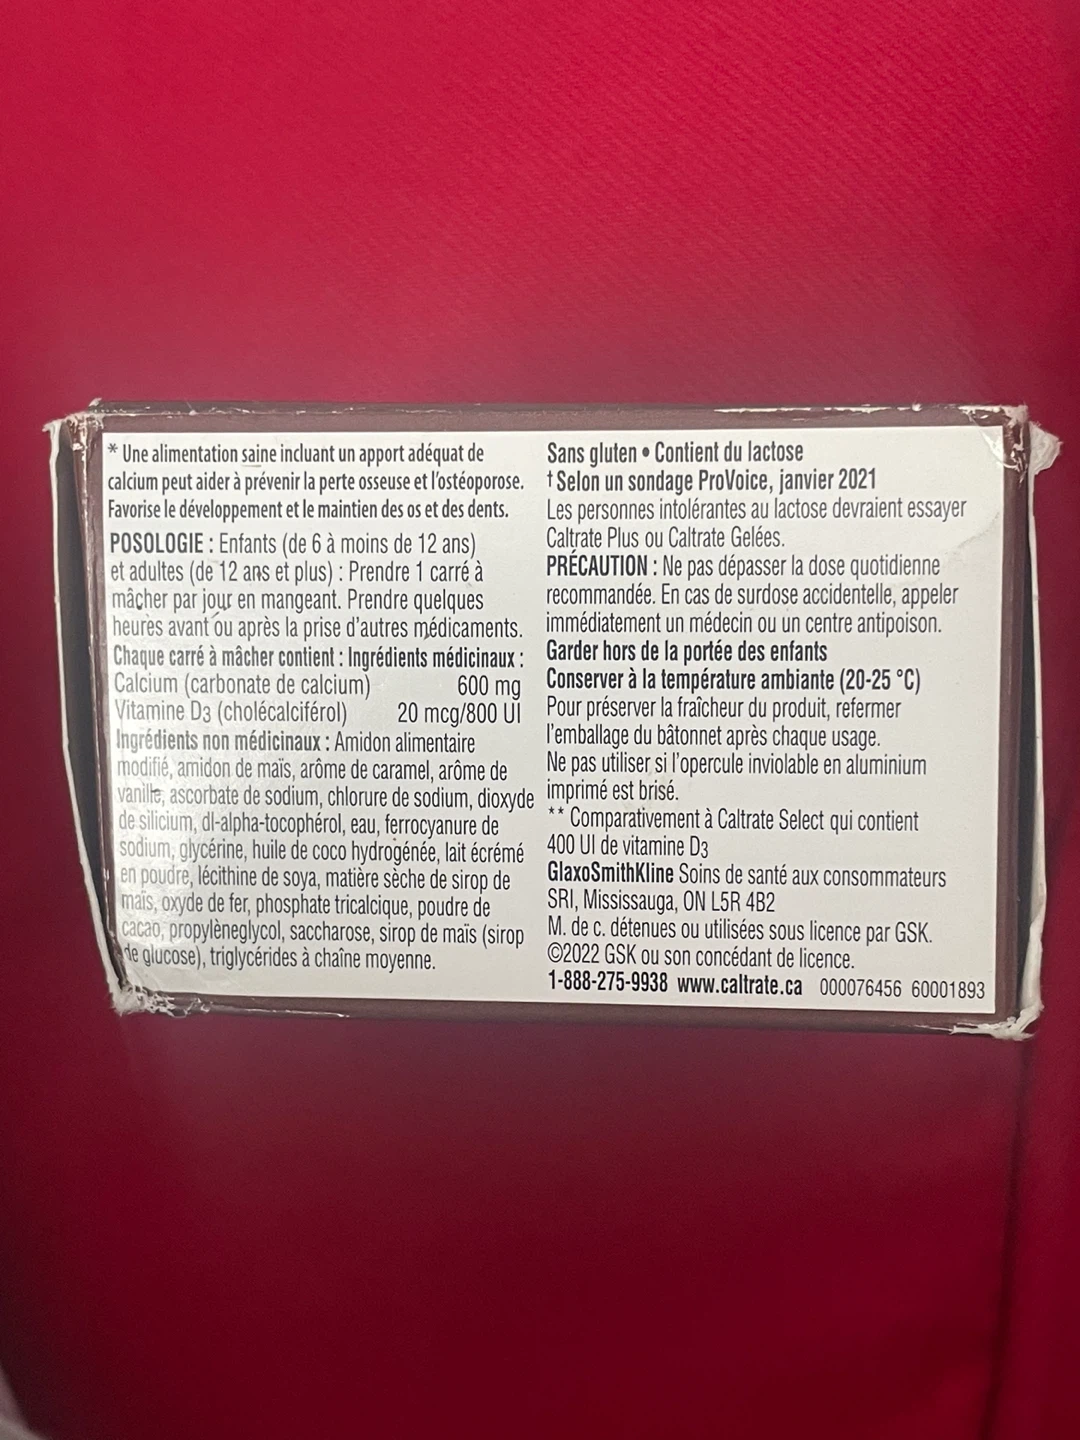 * Une alimentation saine incluant un apport adéquat de
calcium peut aider à prévenir la perte osseuse et l'ostéoporose.
Favorise le développement et le maintien des os et des dents.
POSOLOGIE : Enfants (de 6 à moins de 12 ans)
et adultes (de 12 ans et plus) : Prendre 1 carré à
mâcher par jour en mangeant. Prendre quelques
heures avant ou après la prise d'autres médicaments.
Chaque carré à mâcher contient : Ingrédients médicinaux :
Calcium (carbonate de calcium) 600 mg
Vitamine D3 (cholécalciférol) 20 mcg/800 UI
Ingrédients non médicinaux : Amidon alimentaire
modifié, amidon de maïs, arôme de caramel, arôme de
vanille, ascorbate de sodium, chlorure de sodium, dioxyde
de silicium, dl-alpha-tocophérol, eau, ferrocyanure de
sodium, glycérine, huile de coco hydrogénée, lait écrémé
en poudre, lécithine de soya, matière sèche de sirop de
maïs, oxyde de fer, phosphate tricalcique, poudre de
cacao, propylèneglycol, saccharose, sirop de maïs (sirop
de glucose), triglycérides à chaîne moyenne.
Sans gluten • Contient du lactose
† Selon un sondage ProVoice, janvier 2021
Les personnes intolérantes au lactose devraient essayer
Caltrate Plus ou Caltrate Gelées.
PRÉCAUTION : Ne pas dépasser la dose quotidienne
recommandée. En cas de surdose accidentelle, appeler
immédiatement un médecin ou un centre antipoison.
Garder hors de la portée des enfants
Conserver à la température ambiante (20-25 °C)
Pour préserver la fraîcheur du produit, refermer
l'emballage du bâtonnet après chaque usage.
Ne pas utiliser si l'opercule inviolable en aluminium
imprimé est brisé.
** Comparativement à Caltrate Select qui contient
400 UI de vitamine D3
GlaxoSmithKline Soins de santé aux consommateurs
SRI, Mississauga, ON L5R 4B2
M. de c. détenues ou utilisées sous licence par GSK.
©2022 GSK ou son concédant de licence.
1-888-275-9938 www.caltrate.ca 000076456 60001893